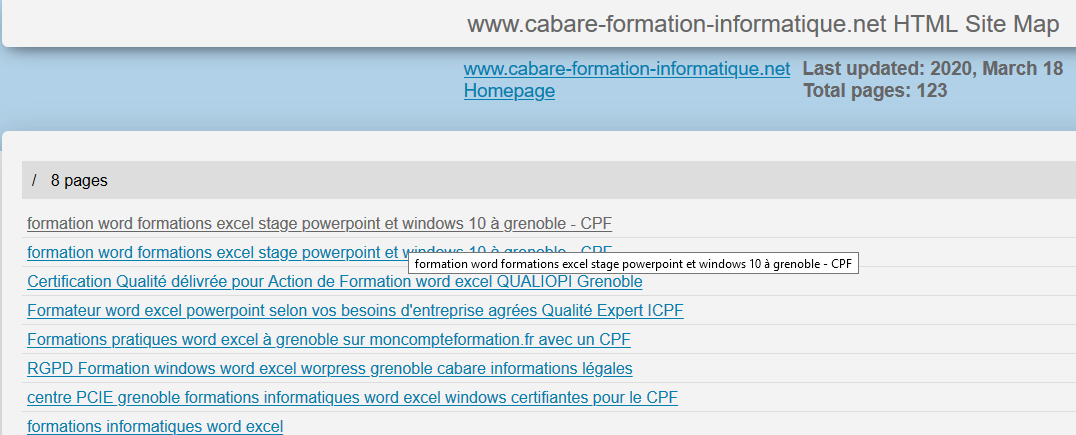 www.cabare-formation-informatique.net HTML Site Map
www.cabare-formation-informatique.net Last updated: 2020, March 18
Homepage Total pages: 123
/ 8 pages
formation word formations excel stage powerpoint et windows 10 à grenoble - CPF
formation word formations excel stage powerpoint et windows 10 à grenoble - CPF
formation word formations excel stage powerpoint et windows 10 à grenoble - CPF
Certification Qualité délivrée pour Action de Formation word excel QUALIOPI Grenoble
Formateur word excel powerpoint selon vos besoins d'entreprise agrées Qualité Expert ICPF
Formations pratiques word excel à grenoble sur moncompteformation.fr avec un CPF
RGPD Formation windows word excel worpress grenoble cabare informations légales
centre PCIE grenoble formations informatiques word excel windows certifiantes pour le CPF
formations informatiques word excel